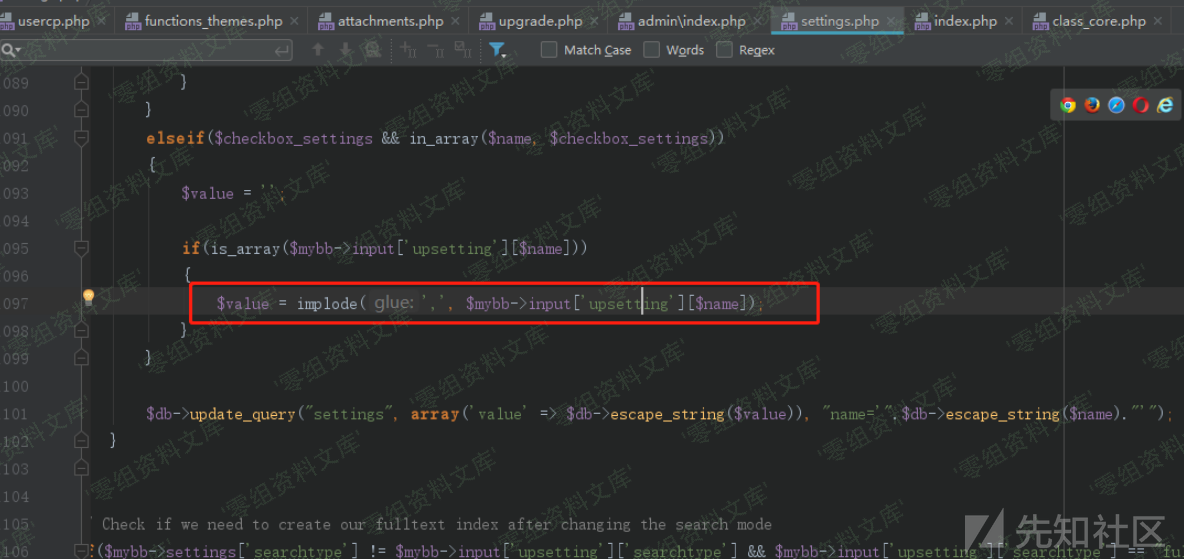 usercp.php × functions_themes.php × attachments.php × upgrade.php × admin\index.php × settings.php × index.php × class_core.php ×
Match Case Words Regex
089 }
090 }
091 elseif($checkbox_settings && in_array($name, $checkbox_settings))
092 {
093 $value = '';
094
095 if(is_array($mybb->input['upsetting'][$name]))
096 {
097 $value = implode( glue: ',', $mybb->input['upsetting'][$name]);
098 }
099 }
100
101 $db->update_query("settings", array('value' => $db->escape_string($value)), "name='".$db->escape_string($name)."'");
102 }
103
104
105 Check if we need to create our fulltext index after changing the search mode
106 f($mybb->settings['searchtype'] != $mybb->input['upsetting']['searchtype'] && $mybb->input['upsetting']['searchtype'] == "fu
'零组资料文库'
先知社区